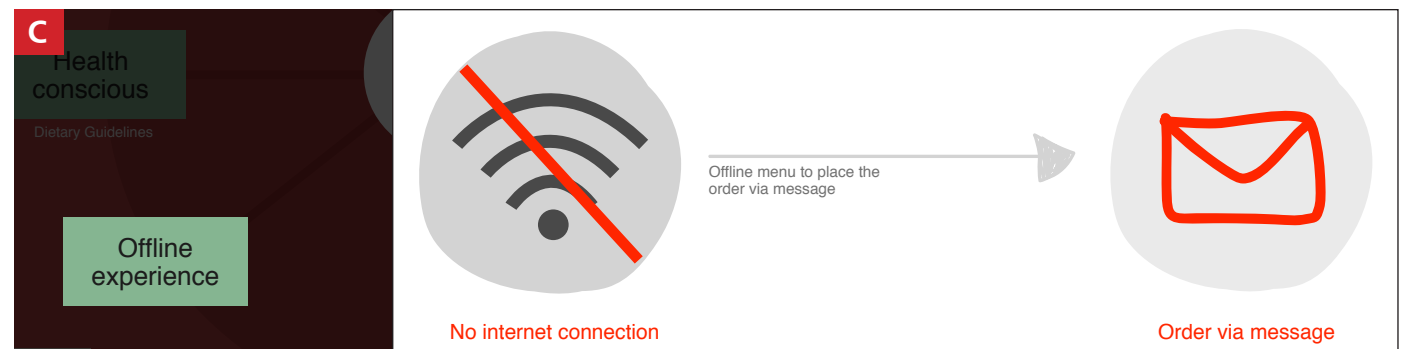 C
Health
conscious
Dietary Guidelines
Offline
experience
Offline menu to place the
order via message
No internet connection
Order via message